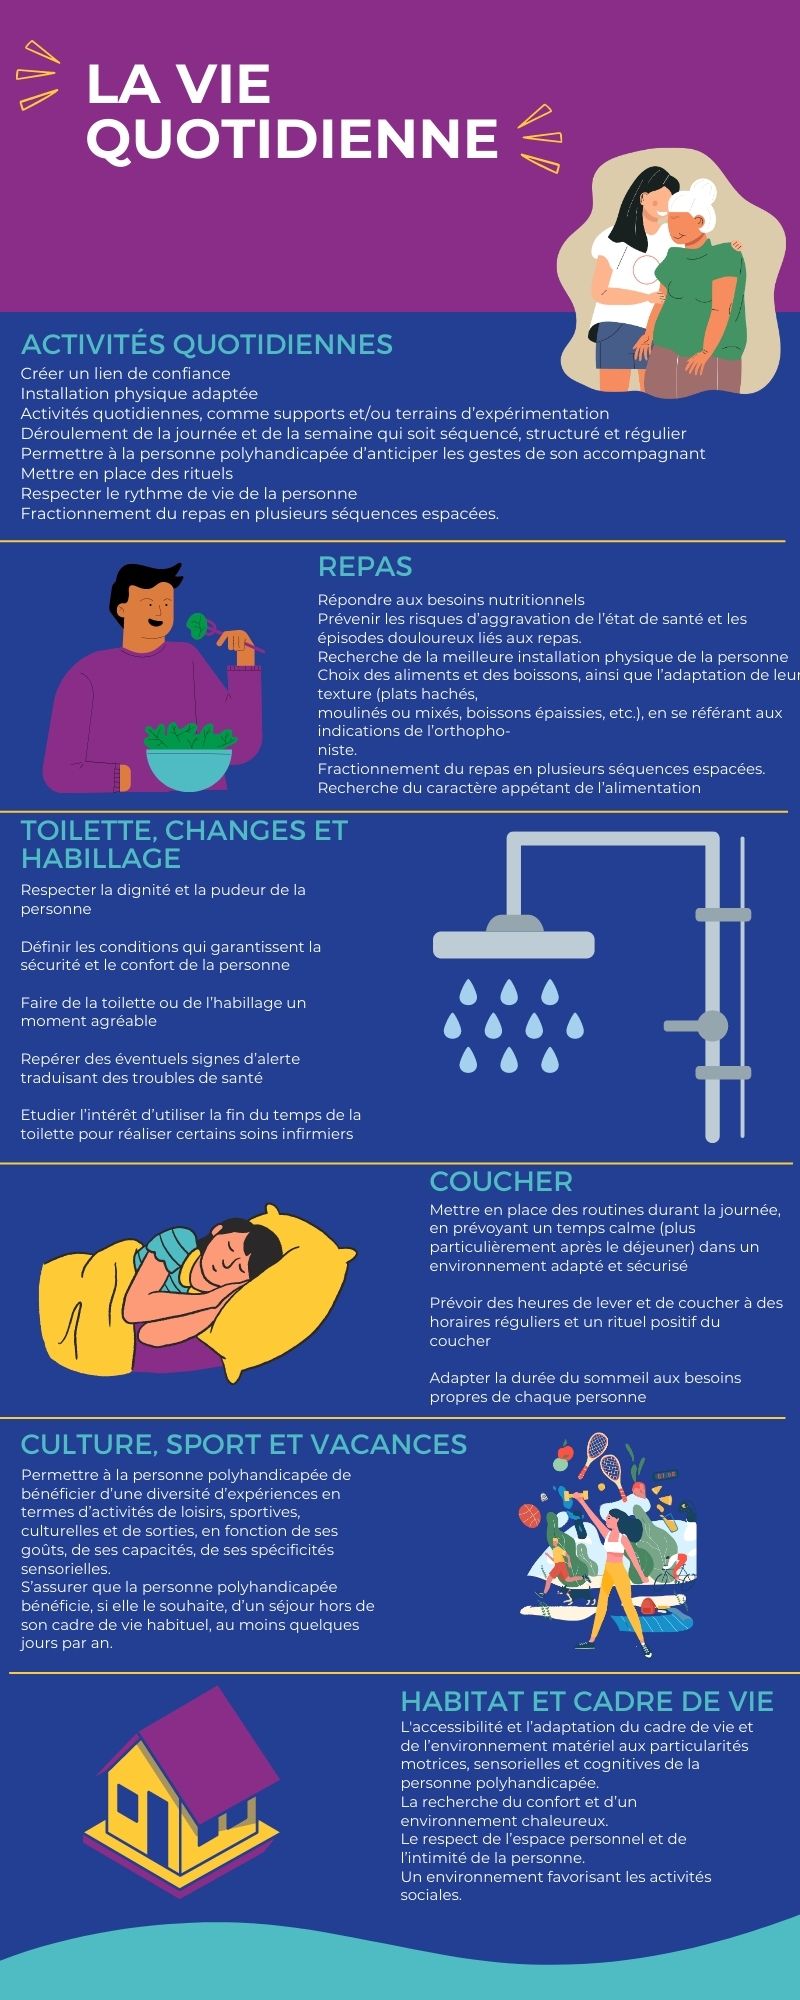 LA VIE
QUOTIDIENNE
ACTIVITÉS QUOTIDIENNES
Créer un lien de confiance
Installation physique adaptée
Activités quotidiennes, comme supports et/ou terrains d'expérimentation
Déroulement de la journée et de la semaine qui soit séquencé, structuré et régulier
Permettre à la personne polyhandicapée d'anticiper les gestes de son accompagnant
Mettre en place des rituels
Respecter le rythme de vie de la personne
Fractionnement du repas en plusieurs séquences espacées.
REPAS
Répondre aux besoins nutritionnels
Prévenir les risques d'aggravation de l'état de santé et les
épisodes douloureux liés aux repas.
Recherche de la meilleure installation physique de la personne
Choix des aliments et des boissons, ainsi que l'adaptation de leur
texture (plats hachés,
moulinés ou mixés, boissons épaissies, etc.), en se référant aux
indications de l'orthopho-
niste.
Fractionnement du repas en plusieurs séquences espacées.
Recherche du caractère appétant de l'alimentation
TOILETTE, CHANGES ET
HABILLAGE
Respecter la dignité et la pudeur de la
personne
Définir les conditions qui garantissent la
sécurité et le confort de la personne
Faire de la toilette ou de l'habillage un
moment agréable
Repérer des éventuels signes d'alerte
traduisant des troubles de santé
Etudier l'intérêt d'utiliser la fin du temps de la
toilette pour réaliser certains soins infirmiers
COUCHER
Mettre en place des routines durant la journée,
en prévoyant un temps calme (plus
particulièrement après le déjeuner) dans un
environnement adapté et sécurisé
Prévoir des heures de lever et de coucher à des
horaires réguliers et un rituel positif du
coucher
Adapter la durée du sommeil aux besoins
propres de chaque personne
CULTURE, SPORT ET VACANCES
Permettre à la personne polyhandicapée de
bénéficier d'une diversité d'expériences en
termes d'activités de loisirs, sportives,
culturelles et de sorties, en fonction de ses
goûts, de ses capacités, de ses spécificités
sensorielles.
S'assurer que la personne polyhandicapée
bénéficie, si elle le souhaite, d'un séjour hors de
son cadre de vie habituel, au moins quelques
jours par an.
HABITAT ET CADRE DE VIE
L'accessibilité et l'adaptation du cadre de vie et
de l'environnement matériel aux particularités
motrices, sensorielles et cognitives de la
personne polyhandicapée.
La recherche du confort et d'un
environnement chaleureux.
Le respect de l'espace personnel et de
l'intimité de la personne.
Un environnement favorisant les activités
sociales.